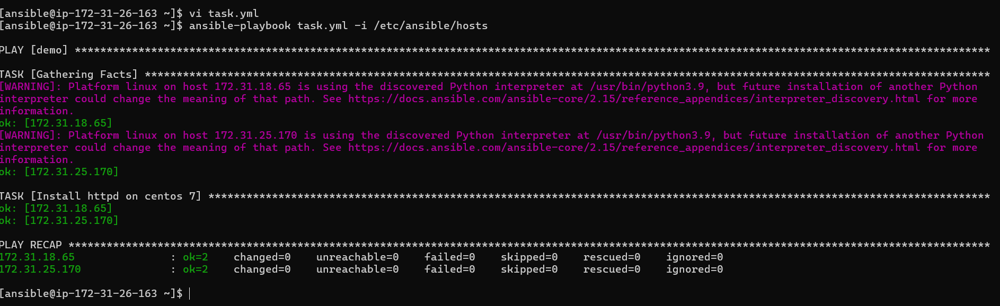 [ansible@ip-172-31-26-163 ~]$ vi task.yml
[ansible@ip-172-31-26-163 ~]$ ansible-playbook task.yml -i /etc/ansible/hosts
PLAY [demo] ************************************************************************************************************************************************
TASK [Gathering Facts] *************************************************************************************************************************************
[WARNING]: Platform linux on host 172.31.18.65 is using the discovered Python interpreter at /usr/bin/python3.9, but future installation of another Python
interpreter could change the meaning of that path. See https://docs.ansible.com/ansible-core/2.15/reference_appendices/interpreter_discovery.html for more
information.
ok: [172.31.18.65]
[WARNING]: Platform linux on host 172.31.25.170 is using the discovered Python interpreter at /usr/bin/python3.9, but future installation of another Python
interpreter could change the meaning of that path. See https://docs.ansible.com/ansible-core/2.15/reference_appendices/interpreter_discovery.html for more
information.
ok: [172.31.25.170]
TASK [Install httpd on centos 7] ***************************************************************************************************************************
ok: [172.31.18.65]
ok: [172.31.25.170]
PLAY RECAP *************************************************************************************************************************************************
172.31.18.65               : ok=2    changed=0    unreachable=0    failed=0    skipped=0    rescued=0    ignored=0
172.31.25.170              : ok=2    changed=0    unreachable=0    failed=0    skipped=0    rescued=0    ignored=0
[ansible@ip-172-31-26-163 ~]$